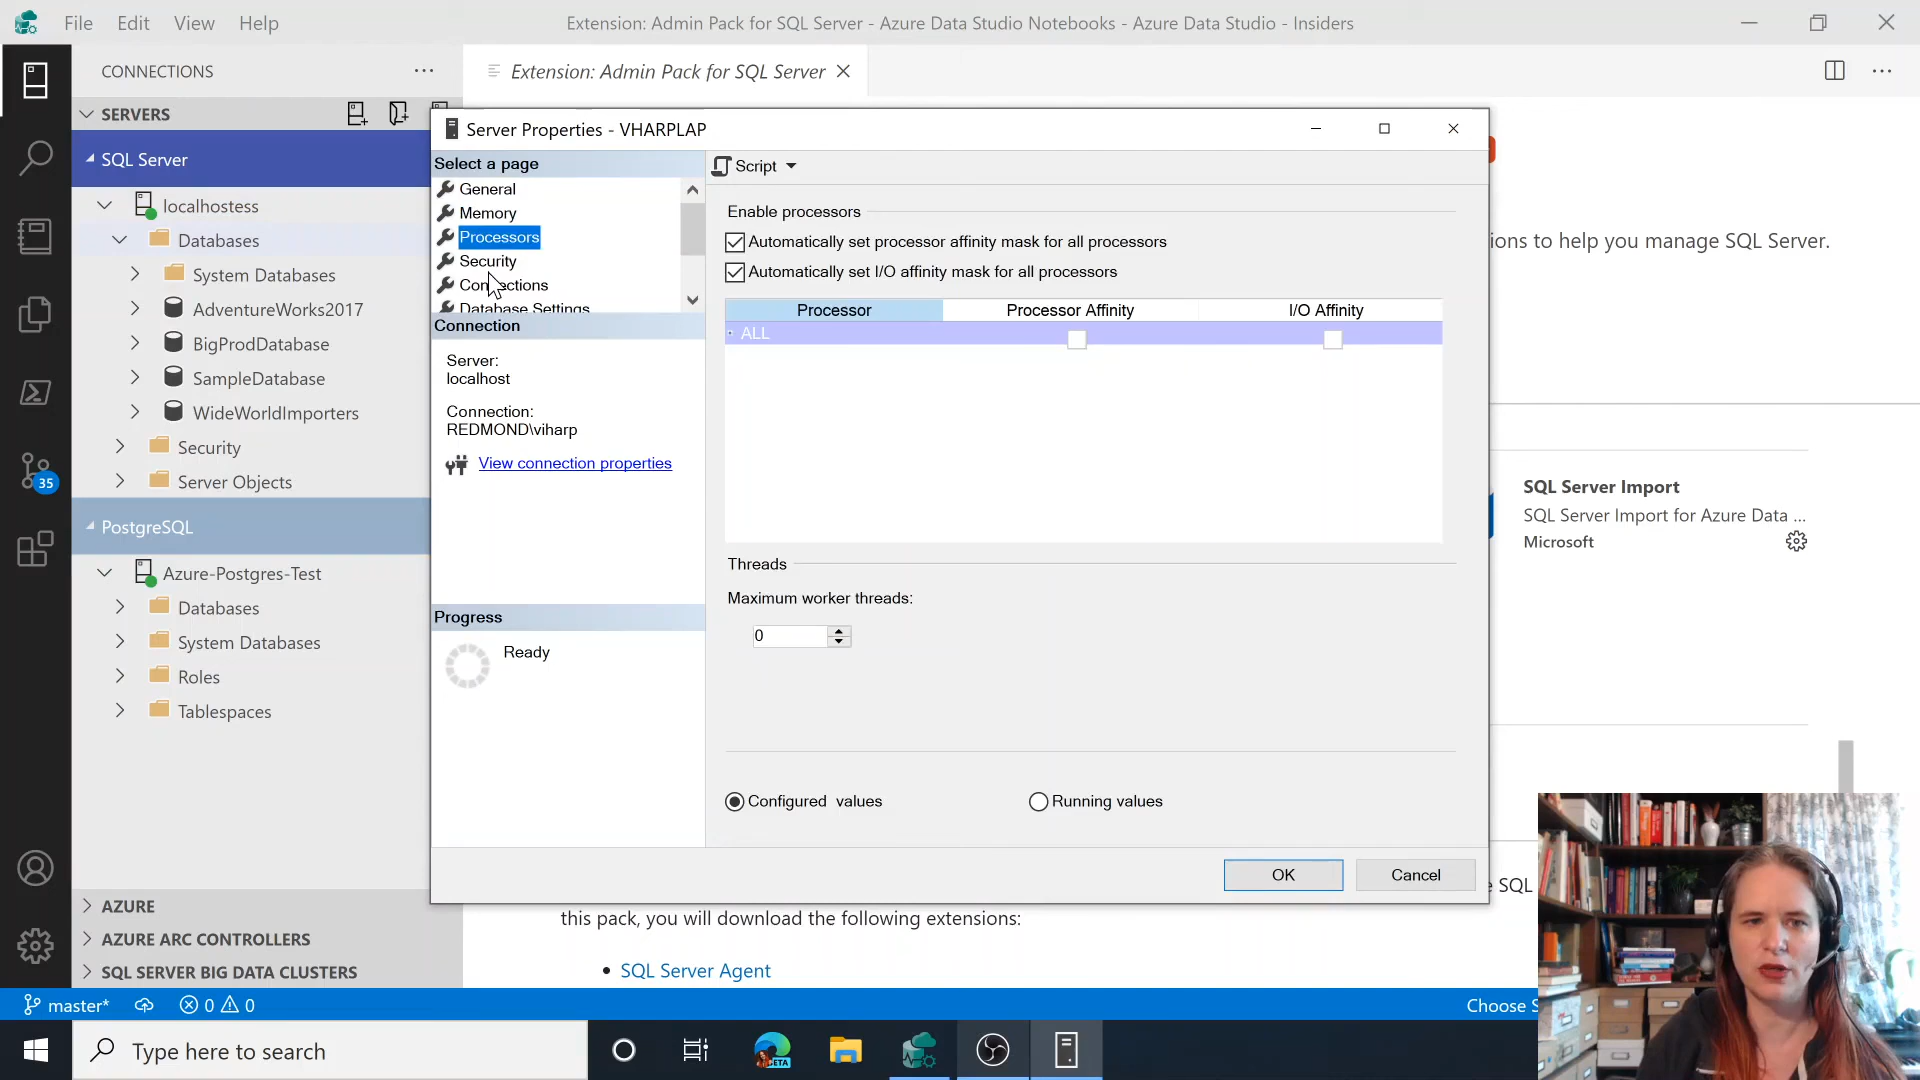 File Edit View Help
Extension: Admin Pack for SQL Server - Azure Data Studio Notebooks - Azure Data Studio - Insiders
CONNECTIONS
Extension: Admin Pack for SQL Server
SERVERS
SQL Server
localhostess
Databases
System Databases
AdventureWorks2017
BigProdDatabase
SampleDatabase
WideWorldImporters
Security
Server Objects
PostgreSQL
Azure-Postgres-Test
Databases
System Databases
Roles
Tablespaces
AZURE
AZURE ARC CONTROLLERS
SQL SERVER BIG DATA CLUSTERS
35
Server Properties - VHARPLAP
Select a page
General
Memory
Processors
Security
Connections
Database Settings
Connection
Server:
localhost
Connection:
REDMOND\viharp
View connection properties
Progress
Ready
Script
Enable processors
Automatically set processor affinity mask for all processors
Automatically set I/O affinity mask for all processors
Processor Processor Affinity I/O Affinity
ALL
Threads
Maximum worker threads:
0
Configured values
Running values
OK
Cancel
ions to help you manage SQL Server.
SQL Server Import
SQL Server Import for Azure Data ...
Microsoft
SQL
this pack, you will download the following extensions:
• SQL Server Agent
master* 0 0
Choose S
Type here to search
BETA